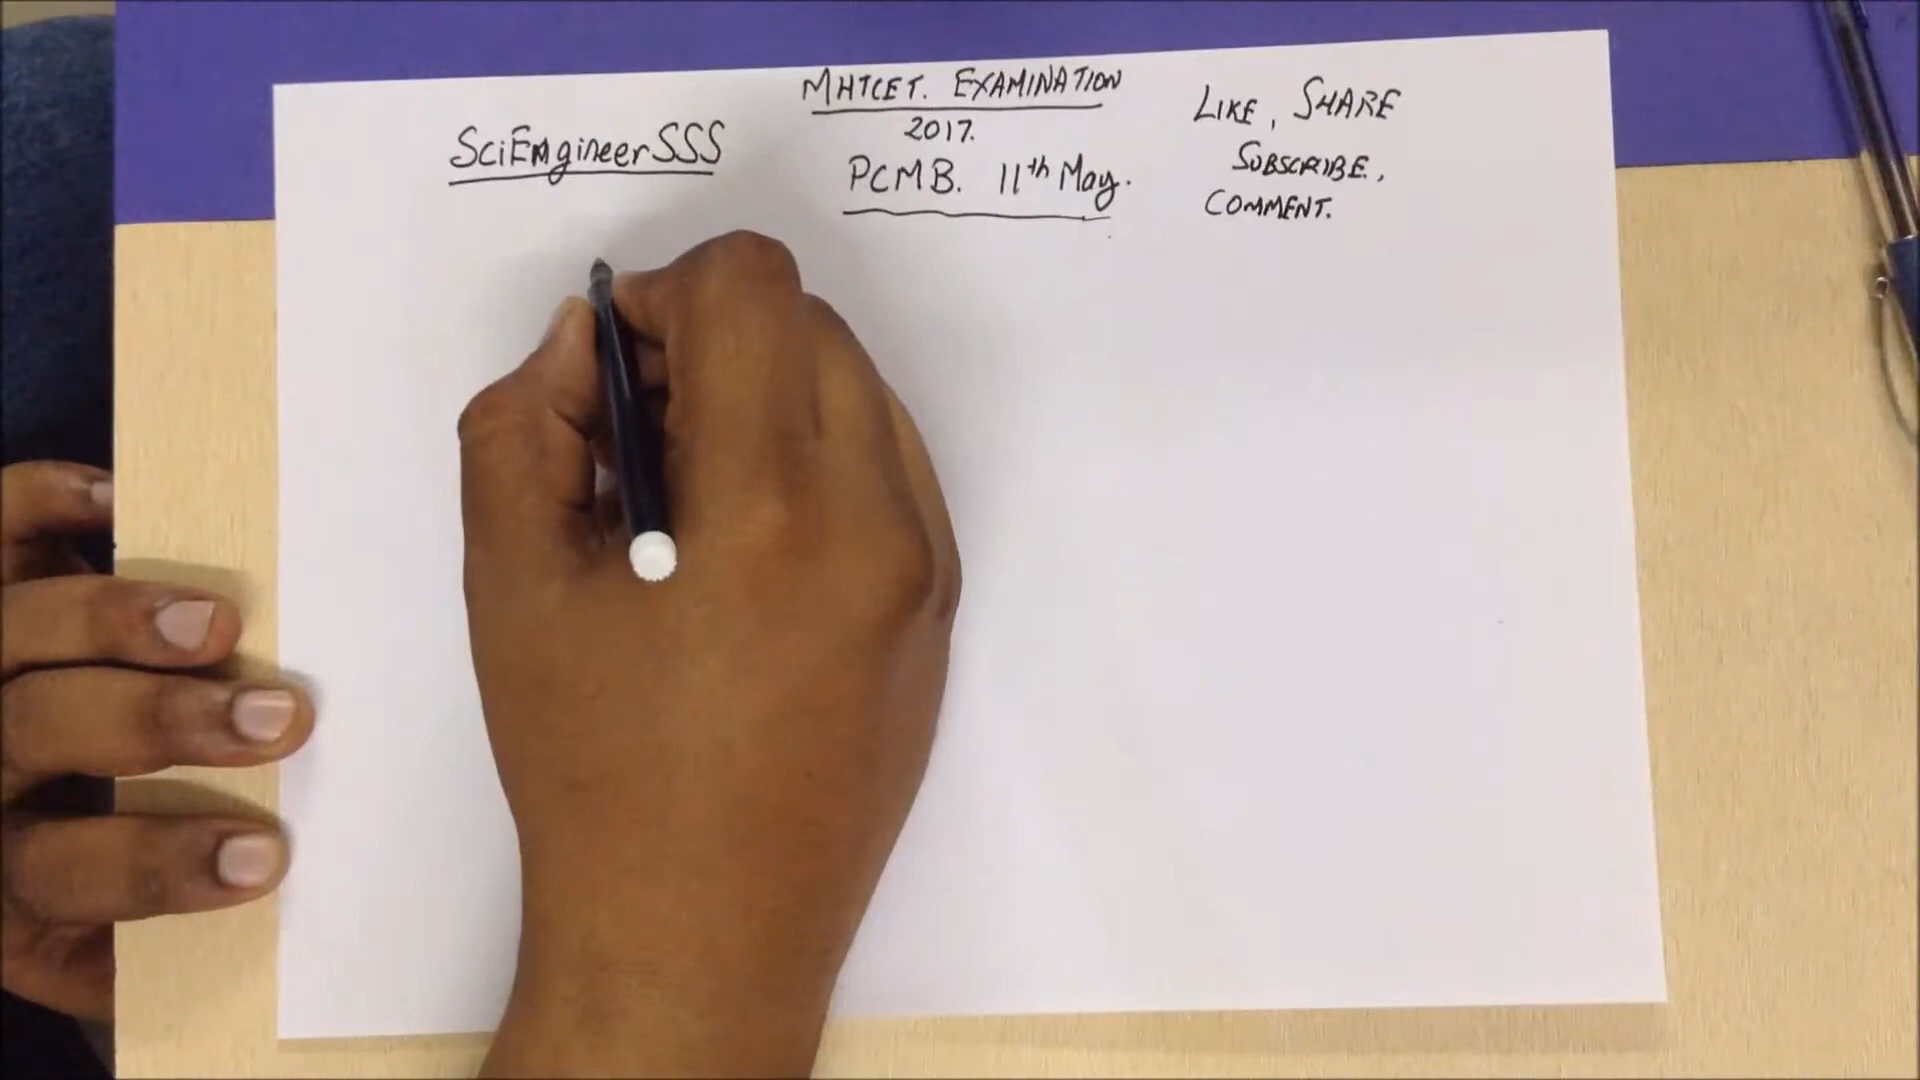 SciEngineerSSS
MHTCET. EXAMINATION
2017.
PCMB. 11th May.
LIKE, SHARE
SUBSCRIBE,
COMMENT.